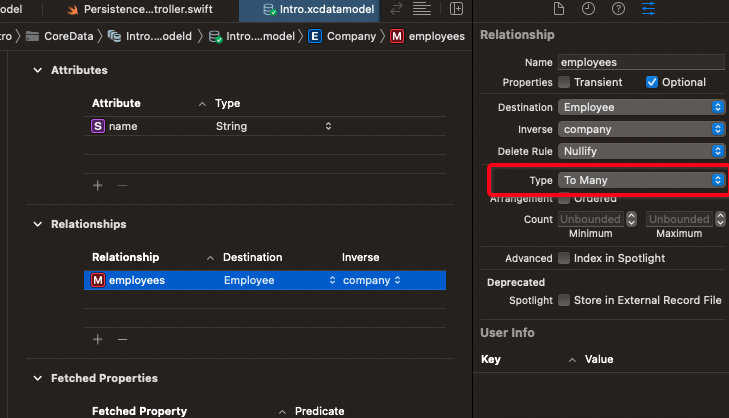 odel Persistence...troller.swift Intro.xcdatamodel
tro CoreData Intro....odeld Intro....model E Company M employees
Attributes
Attribute Type
S name String
Relationships
Relationship Destination Inverse
M employees Employee company
Fetched Properties
Fetched Property Predicate
Relationship
Name employees
Properties Transient Optional
Destination Employee
Inverse company
Delete Rule Nullify
Type To Many
Arrangement Ordered
Count Unbounded Unbounded
Minimum Maximum
Advanced Index in Spotlight
Deprecated
Spotlight Store in External Record File
User Info
Key Value